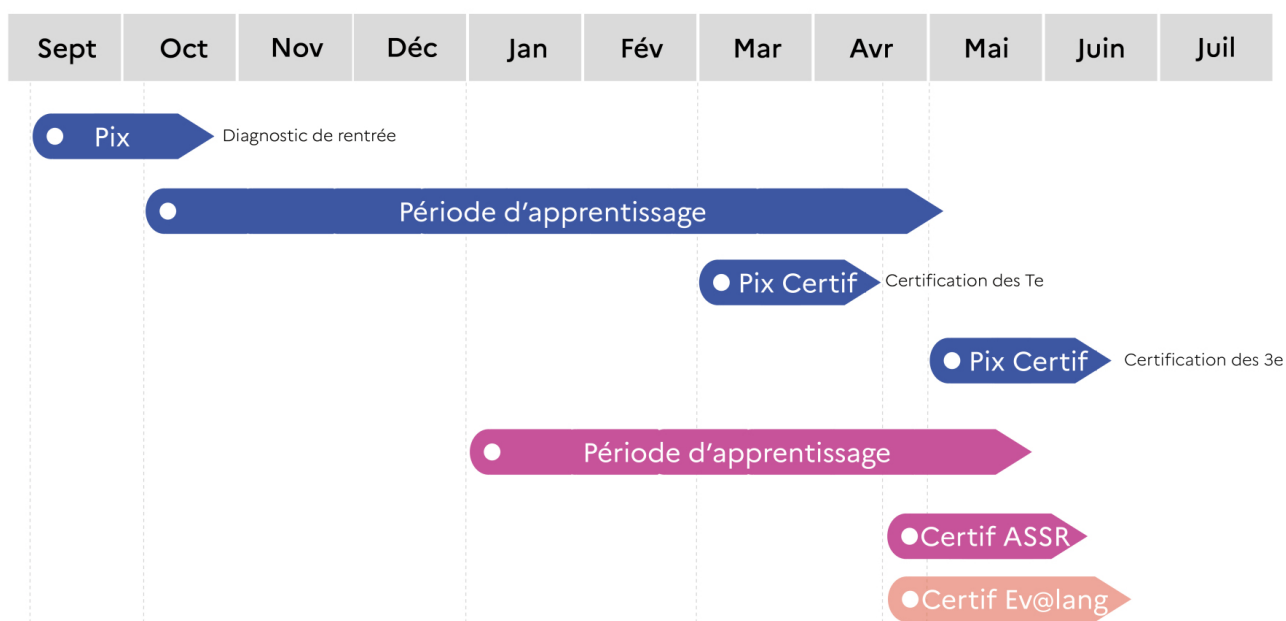 Sept Oct Nov Déc Jan Fév Mar Avr Mai Juin Juil
Pix Diagnostic de rentrée
Période d'apprentissage
Pix Certif Certification des Te
Pix Certif Certification des 3e
Période d'apprentissage
Certif ASSR
Certif Ev@lang